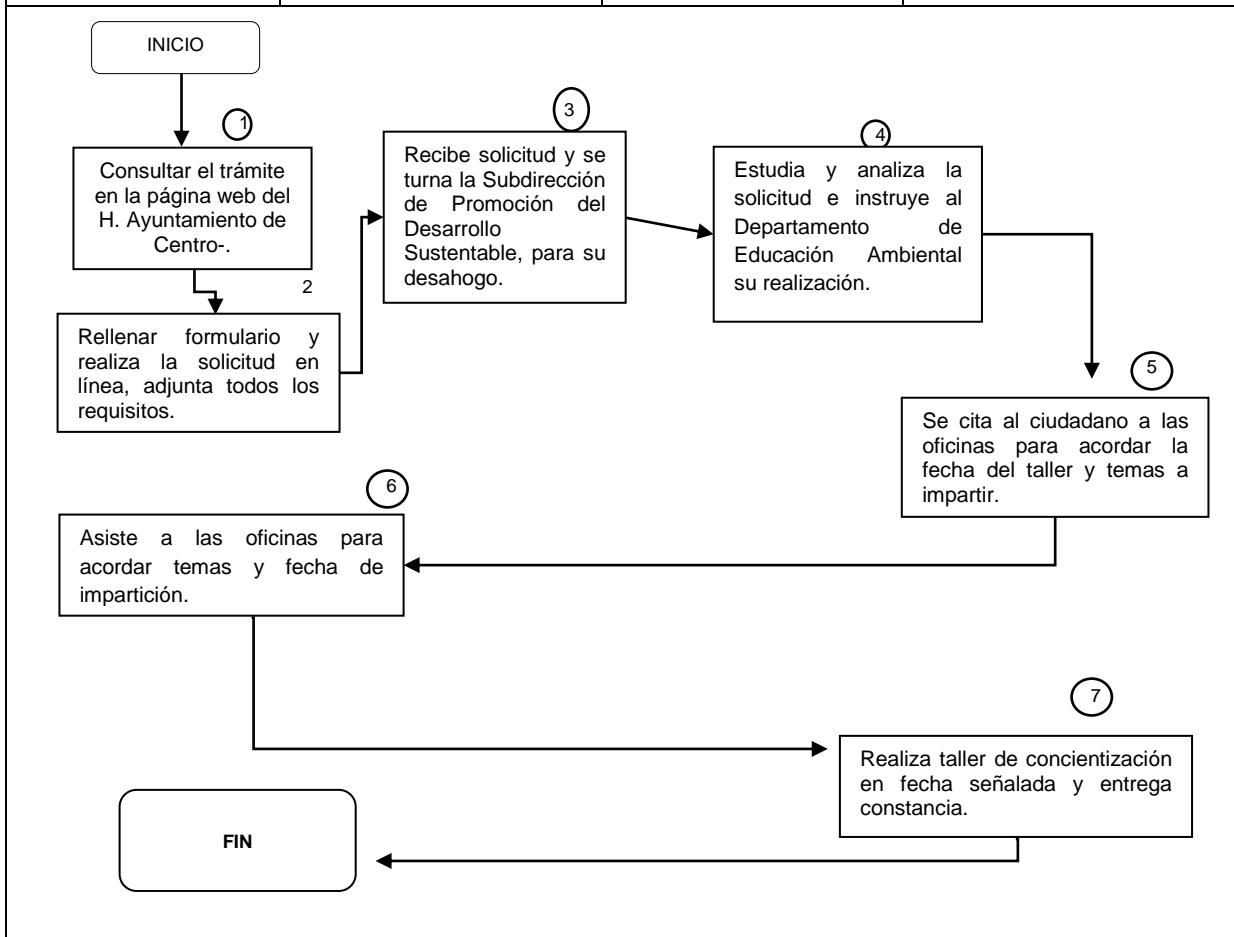 INICIO
1
Consultar el trámite
en la página web del
H. Ayuntamiento de
Centro-.
2
Rellenar formulario y
realiza la solicitud en
línea, adjunta todos los
requisitos.
3
Recibe solicitud y se
turna la Subdirección
de Promoción del
Desarrollo
Sustentable, para su
desahogo.
4
Estudia y analiza la
solicitud e instruye al
Departamento de
Educación Ambiental
su realización.
5
Se cita al ciudadano a las
oficinas para acordar la
fecha del taller y temas a
impartir.
6
Asiste a las oficinas para
acordar temas y fecha de
impartición.
7
Realiza taller de concientización
en fecha señalada y entrega
constancia.
FIN